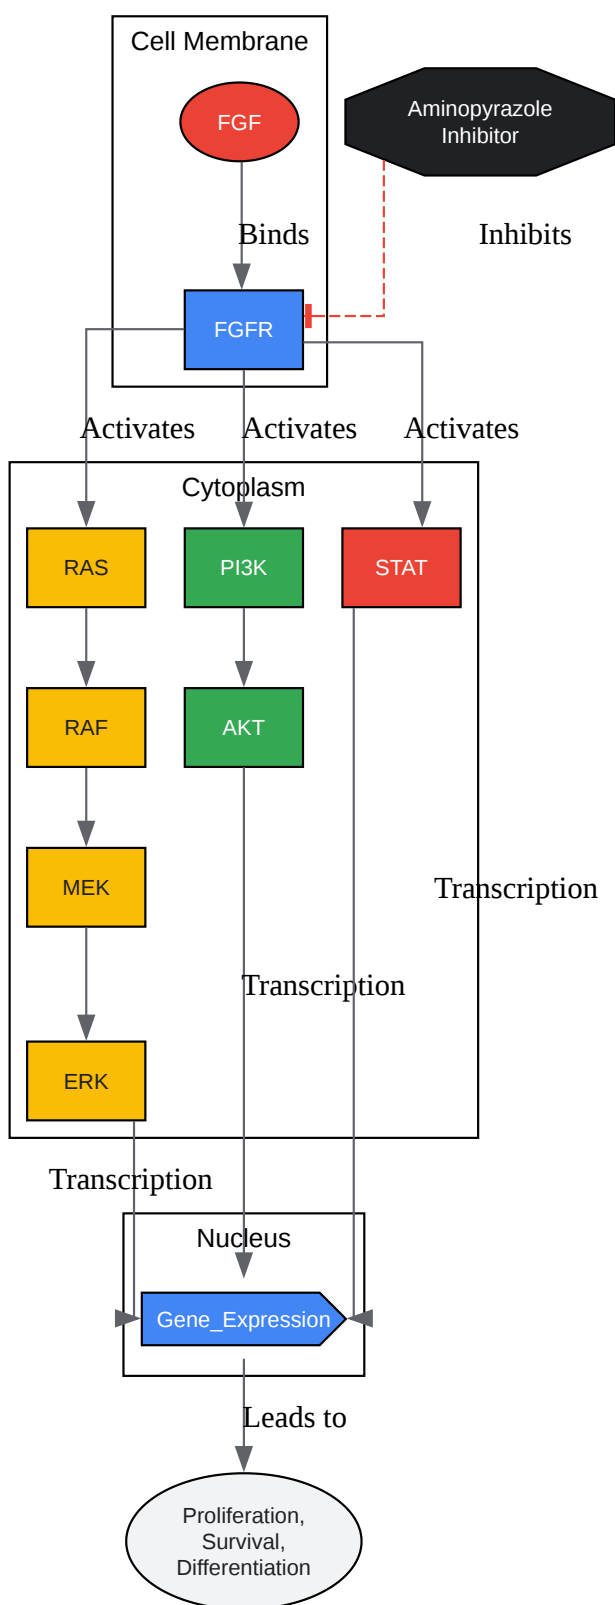 Cell Membrane
FGF
Aminopyrazole
Inhibitor
Binds
Inhibits
FGFR
Activates
Activates
Activates
Cytoplasm
RAS
PI3K
STAT
RAF
AKT
MEK
Transcription
Transcription
ERK
Transcription
Nucleus
Gene_Expression
Leads to
Proliferation,
Survival,
Differentiation